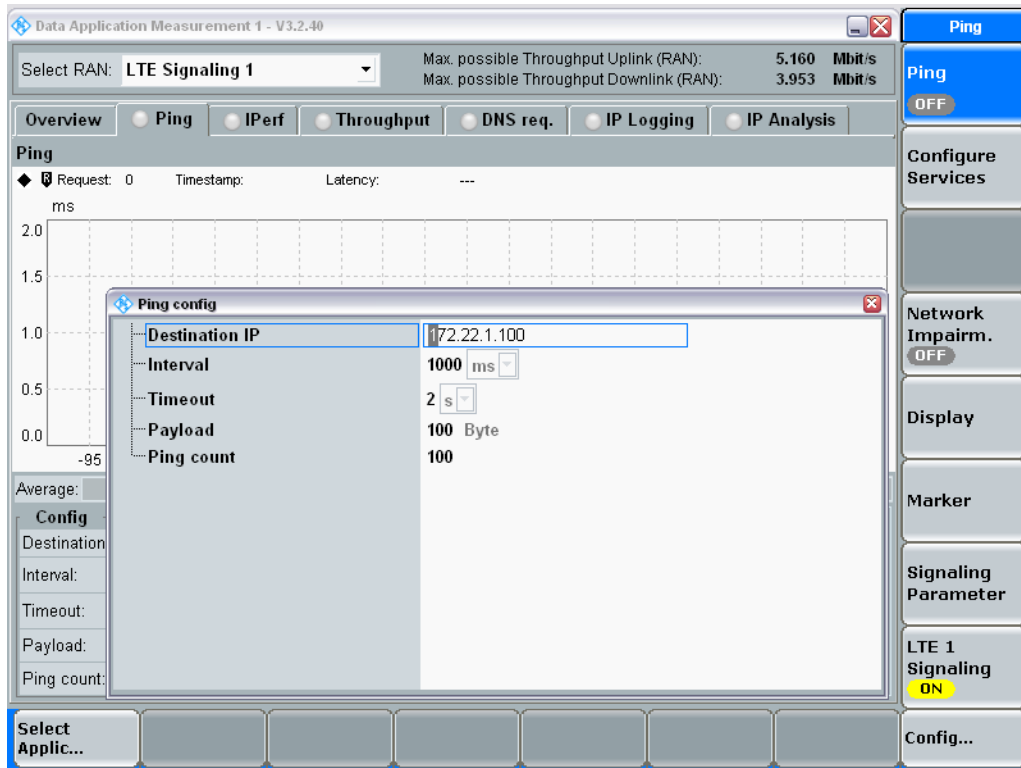 Data Application Measurement 1 - V3.2.40
Ping
Select RAN: LTE Signaling 1
Max. possible Throughput Uplink (RAN): 5.160 Mbit/s
Max. possible Throughput Downlink (RAN): 3.953 Mbit/s
Ping
OFF
Overview Ping IPerf Throughput DNS req. IP Logging IP Analysis
Ping
Request: 0 Timestamp: Latency: ---
Configure
Services
ms
2.0
1.5
1.0
0.5
0.0
-95
Ping config
Destination IP 172.22.1.100
Interval 1000 ms
Timeout 2 s
Payload 100 Byte
Ping count 100
Network
Impairm.
OFF
Display
Average:
Config
Destination
Interval:
Timeout:
Payload:
Ping count:
Marker
Signaling
Parameter
LTE 1
Signaling
ON
Select
Applic...
Config...